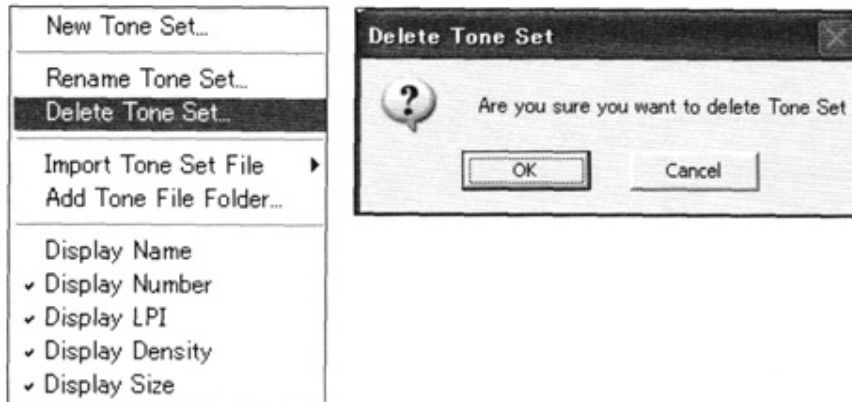 New Tone Set...
Rename Tone Set...
Delete Tone Set...
Import Tone Set File
Add Tone File Folder...
Display Name
Display Number
Display LPI
Display Density
Display Size
Delete Tone Set
Are you sure you want to delete Tone Set
OK
Cancel